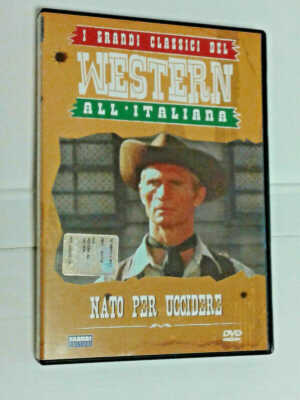 I GRANDI CLASSICI DEL
WESTERN
ALL'ITALIANA
NATO PER UCCIDERE
DVD